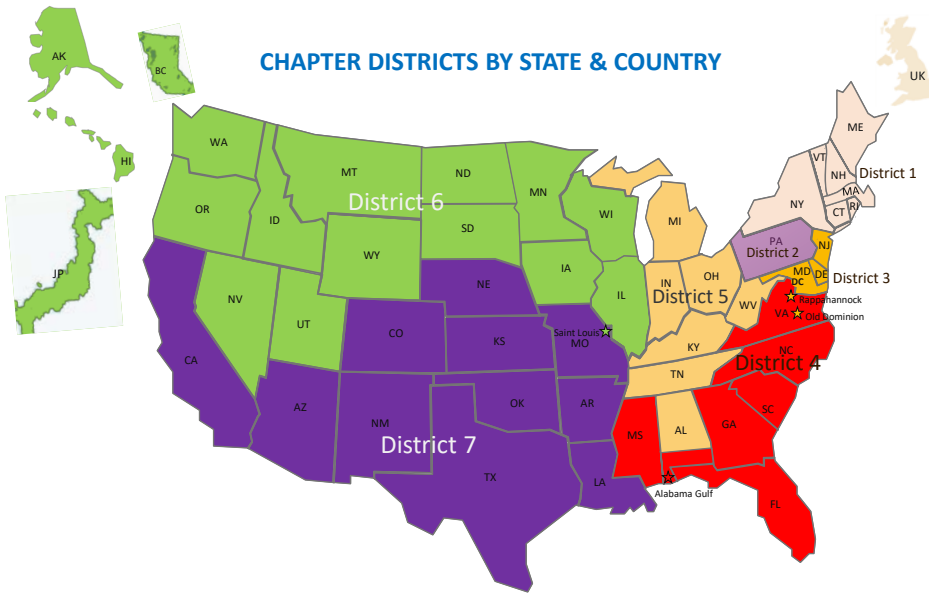 CHAPTER DISTRICTS BY STATE & COUNTRY
AK
BC
UK
HI
JP
WA
OR
ID
MT
WY
ND
SD
MN
WI
IA
IL
NV
UT
District 6
ME
VT
NH
MA
CT
RI
NY
District 1
PA
District 2
NJ
MD
DE
DC
District 3
MI
IN
OH
WV
KY
TN
AL
District 5
VA
Rappahannock
Old Dominion
NC
SC
GA
MS
FL
District 4
Alabama Gulf
Saint Louis
MO
NE
KS
CO
CA
AZ
NM
OK
AR
TX
LA
District 7